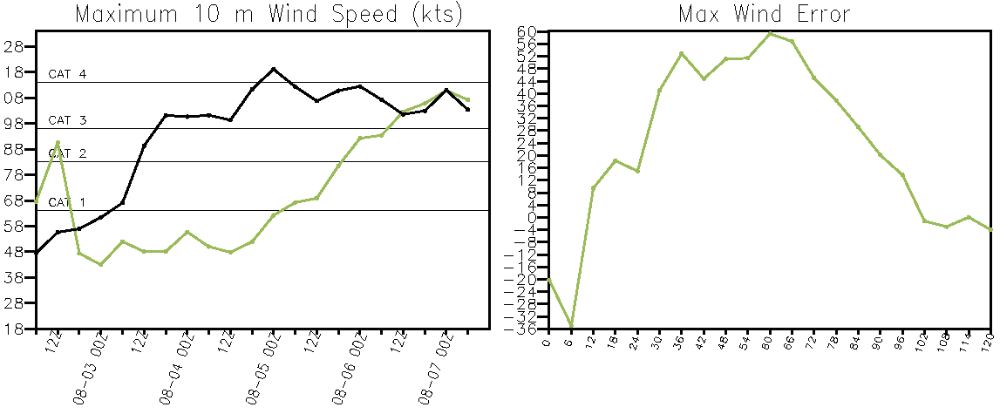 Maximum 10 m Wind Speed (kts)
28
18
08
98
88
78
68
58
48
38
28
18
CAT 4
CAT 3
CAT 2
CAT 1
12Z
08-03 00Z
12Z
08-04 00Z
12Z
08-05 00Z
12Z
08-06 00Z
12Z
08-07 00Z
Max Wind Error
60
56
52
48
44
40
36
32
28
24
20
16
12
8
4
0
-4
-8
-12
-16
-20
-24
-28
-32
-36
0 6 12 18 24 30 36 42 48 54 60 66 72 78 84 90 96 102 108 114 120